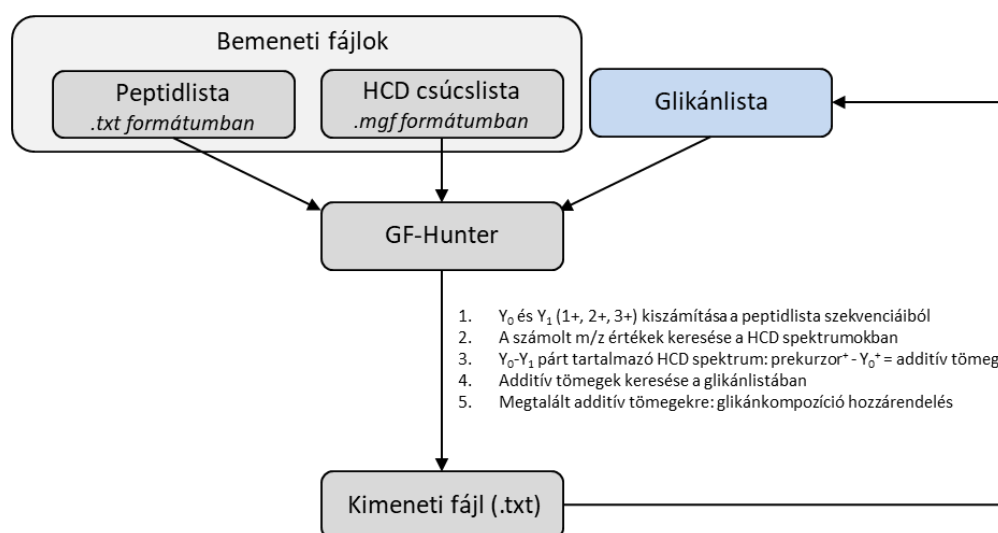 Bemeneti fájlok
Peptidlista
.txt formátumban
HCD csúcslista
.mgf formátumban
Glikánlista
GF-Hunter
1. Y₀ és Y₁ (1+, 2+, 3+) kiszámítása a peptidlista szekvenciáiból
2. A számolt m/z értékek keresése a HCD spektrumokban
3. Y₀-Y₁ párt tartalmazó HCD spektrum: prekurzor⁺ - Y₀⁺ = additív tömeg
4. Additív tömegek keresése a glikánlistában
5. Megtalált additív tömegekre: glikánkompozíció hozzárendelés
Kimeneti fájl (.txt)